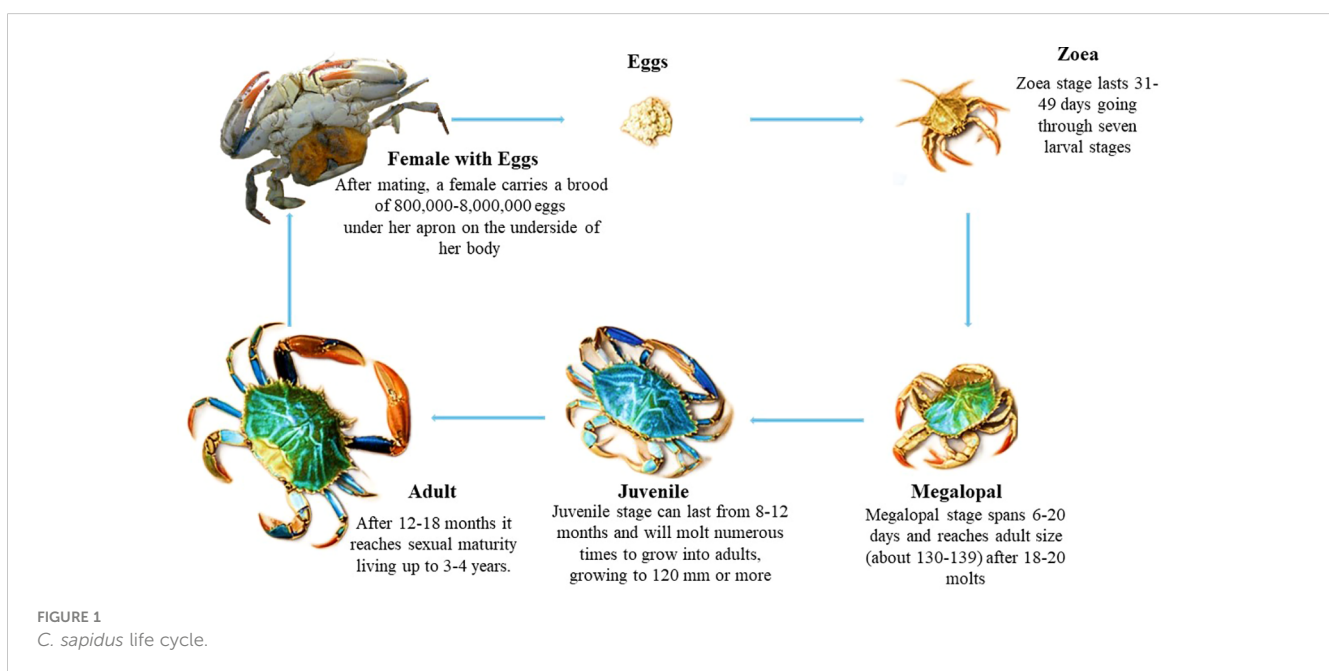 Female with Eggs
After mating, a female carries a brood
of 800,000-8,000,000 eggs
under her apron on the underside of
her body
Eggs
Zoea
Zoea stage lasts 31-
49 days going
through seven
larval stages
Adult
After 12-18 months it
reaches sexual maturity
living up to 3-4 years.
Juvenile
Juvenile stage can last from 8-12
months and will molt numerous
times to grow into adults,
growing to 120 mm or more
Megalopal
Megalopal stage spans 6-20
days and reaches adult size
(about 130-139) after 18-20
molts
FIGURE 1
C. sapidus life cycle.